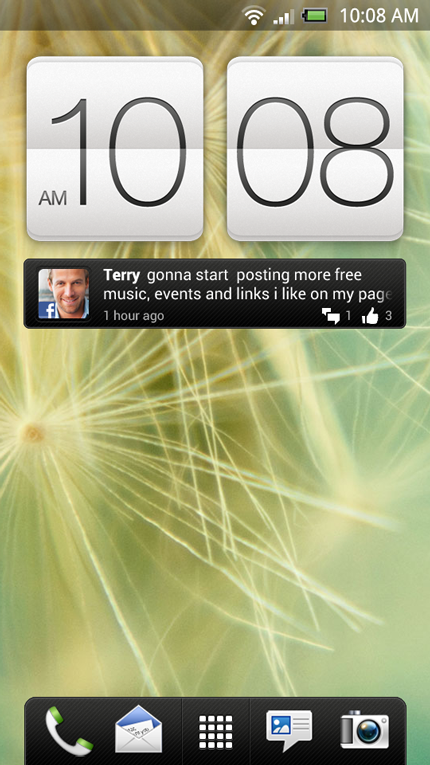 10:08 AM
AM 10 08
Terry gonna start posting more free
music, events and links i like on my page
1 hour ago 1 3
f